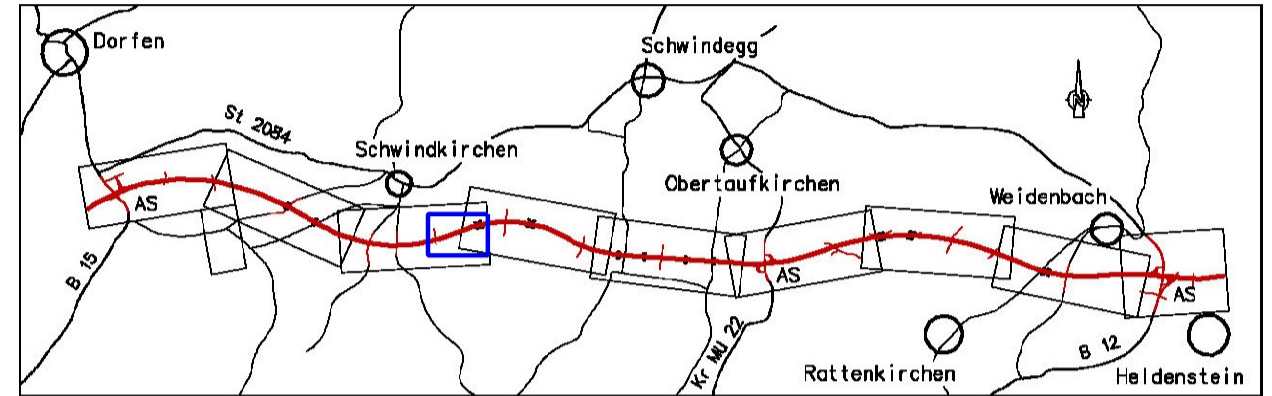 Dorfen
Schwindegg
St 2084
Schwindkirchen
Obertaufkirchen
Weidenbach
AS
B 15
AS
Kr MÜ 22
AS
Rattenkirchen
B 12
Heldenstein
N